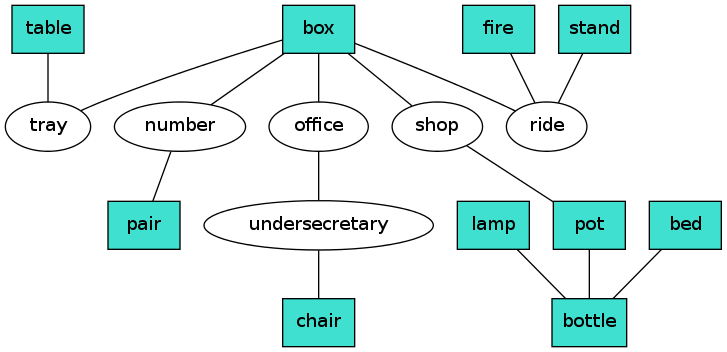 table
box
fire
stand
tray
number
office
shop
ride
pair
undersecretary
lamp
pot
bed
chair
bottle